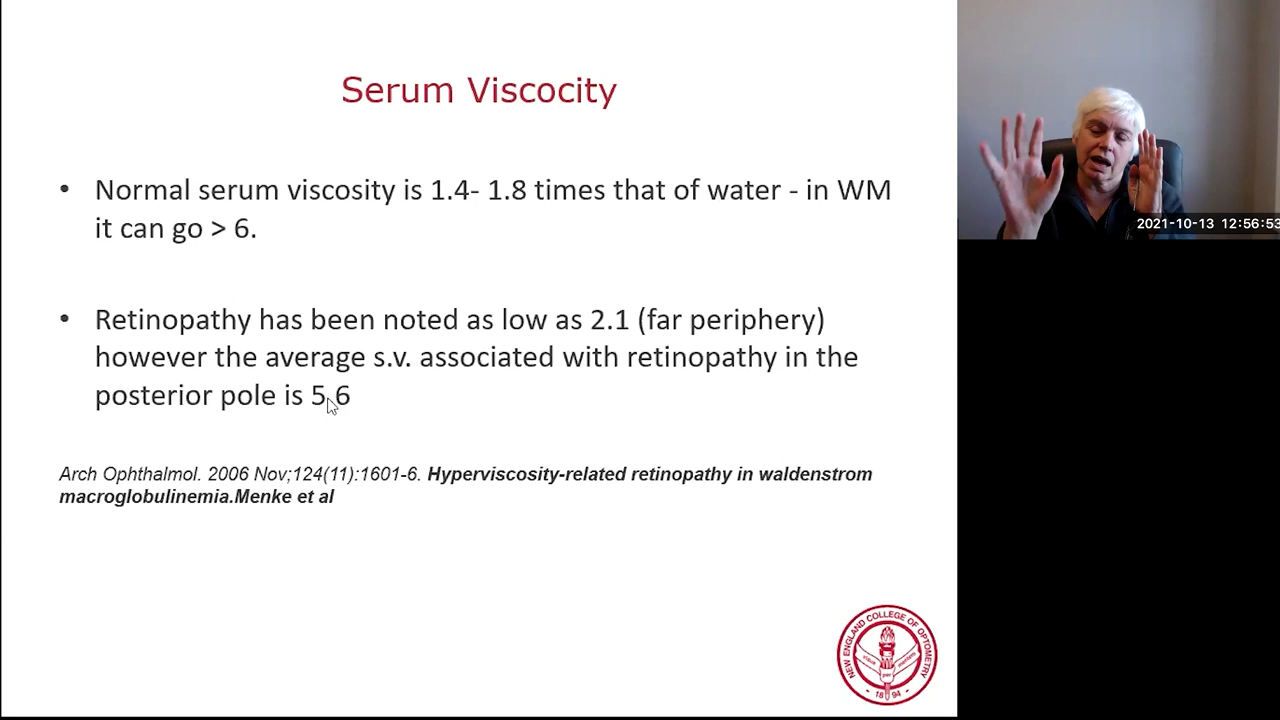 Serum Viscocity
• Normal serum viscosity is 1.4- 1.8 times that of water - in WM
it can go > 6.
• Retinopathy has been noted as low as 2.1 (far periphery)
however the average s.v. associated with retinopathy in the
posterior pole is 5.6
Arch Ophthalmol. 2006 Nov;124(11):1601-6. Hyperviscosity-related retinopathy in waldenstrom
macroglobulinemia.Menke et al
2021-10-13 12:56:53
NEW ENGLAND COLLEGE OF OPTOMETRY
18 94